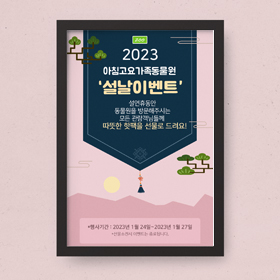 2023
아침고요가족동물원
'설날이벤트'
설연휴동안
동물원을 방문해주시는
모든 관람객님들께
따뜻한 핫팩을 선물로 드려요!
•행사기간 : 2023년 1월 24일~ 2023년 1월 27일